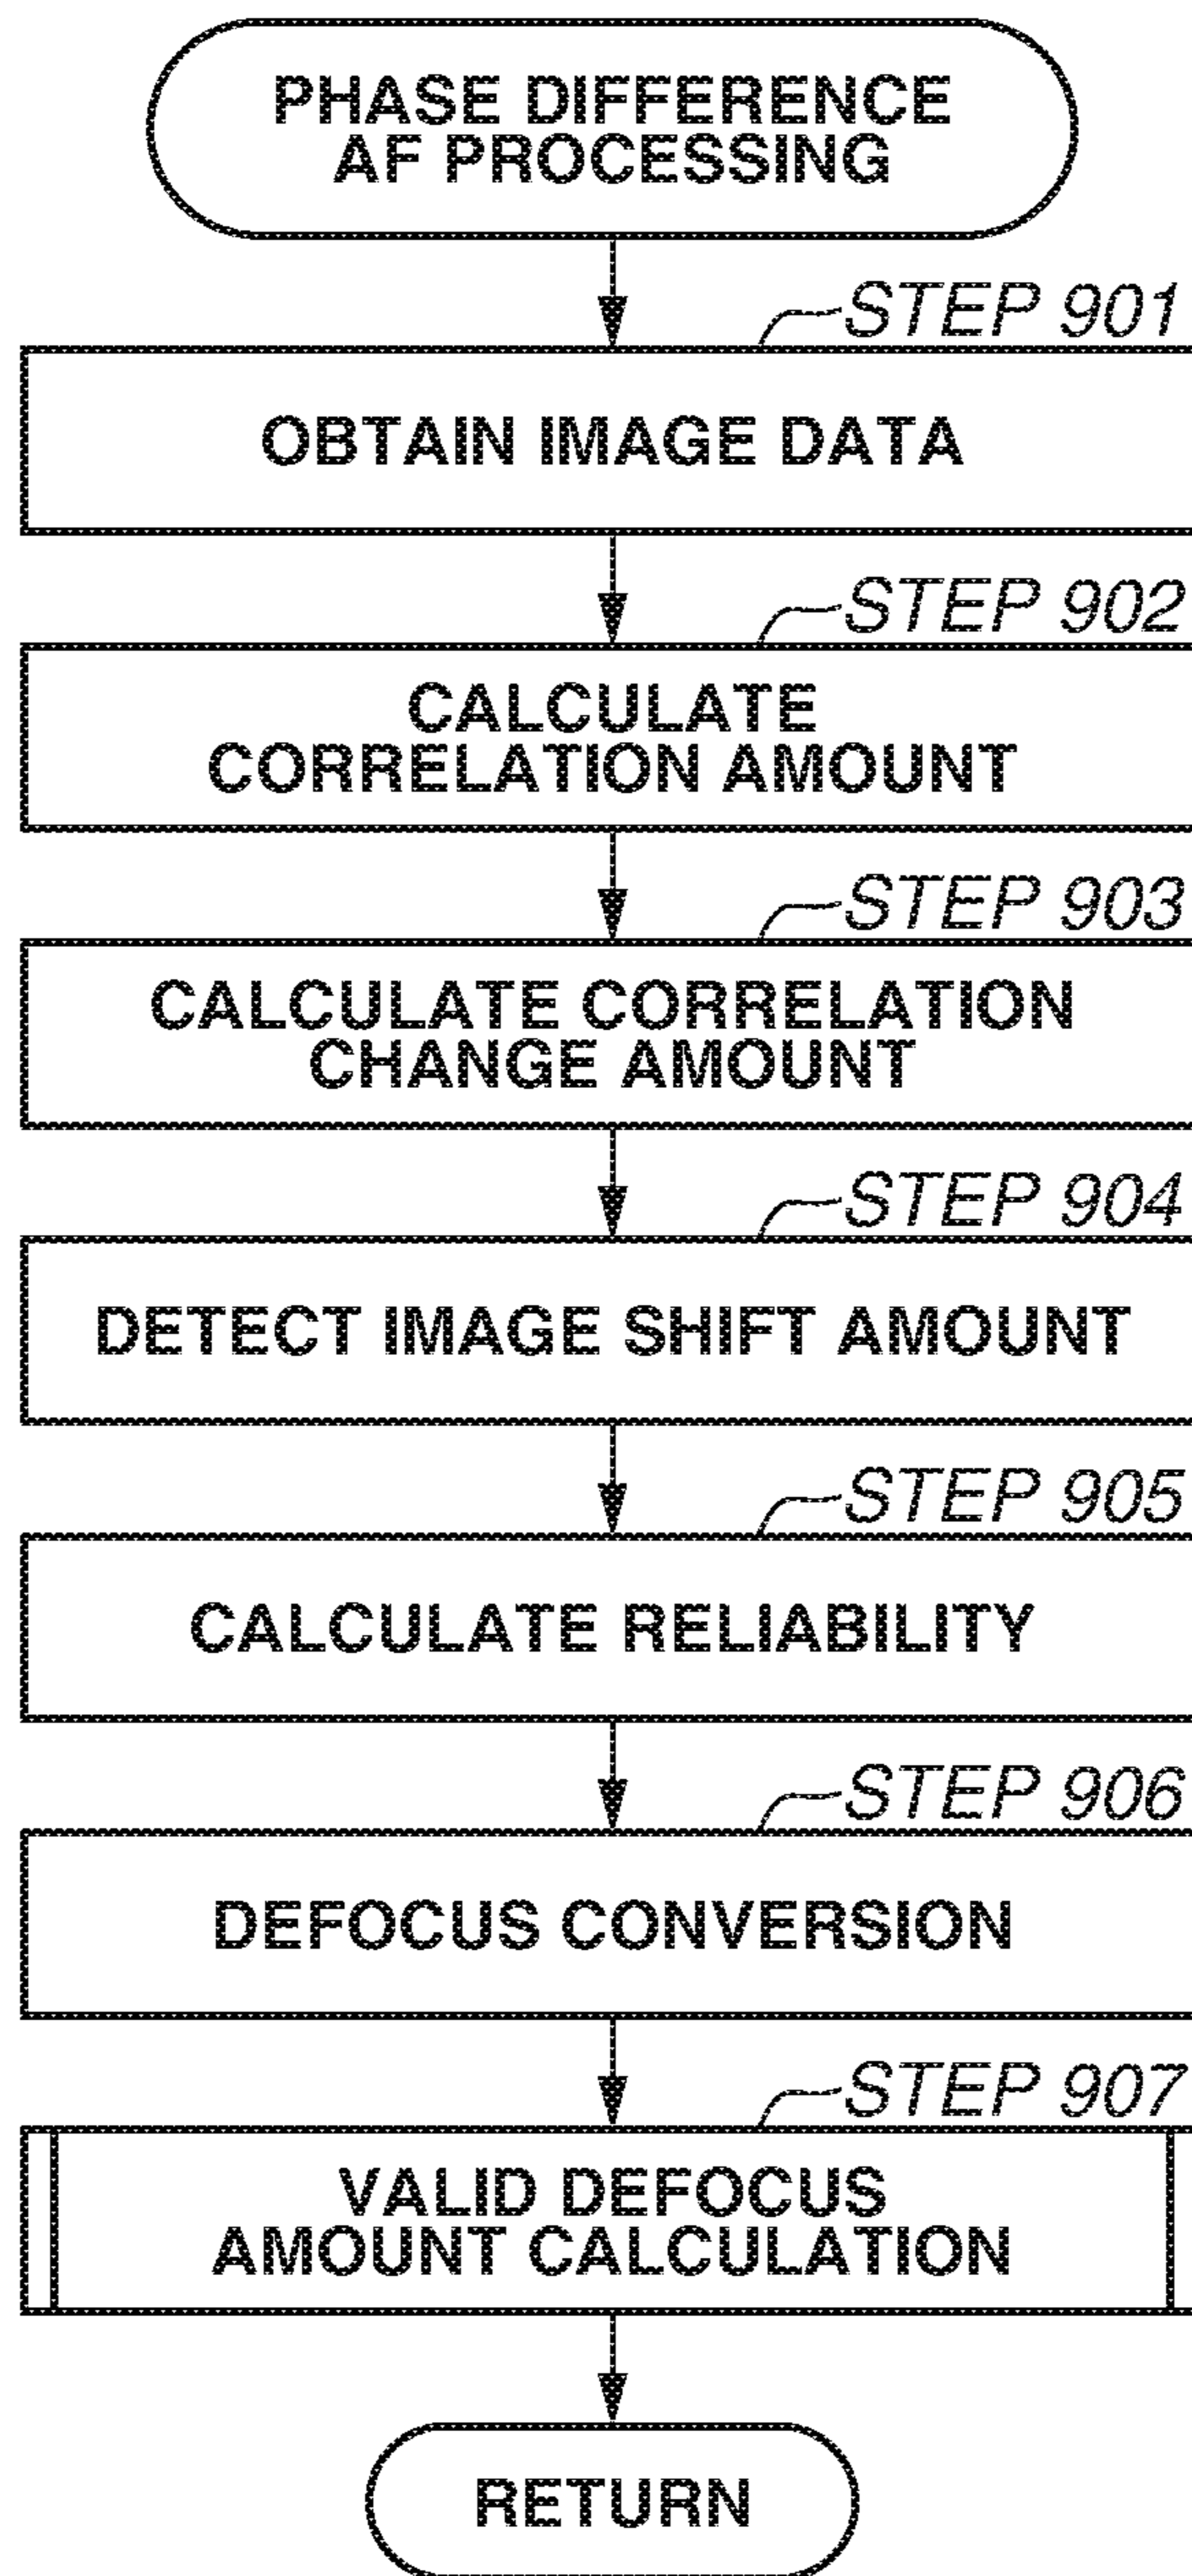 PHASE DIFFERENCE
AF PROCESSING
STEP 901
OBTAIN IMAGE DATA
STEP 902
CALCULATE
CORRELATION AMOUNT
STEP 903
CALCULATE CORRELATION
CHANGE AMOUNT
STEP 904
DETECT IMAGE SHIFT AMOUNT
STEP 905
CALCULATE RELIABILITY
STEP 906
DEFOCUS CONVERSION
STEP 907
VALID DEFOCUS
AMOUNT CALCULATION
RETURN